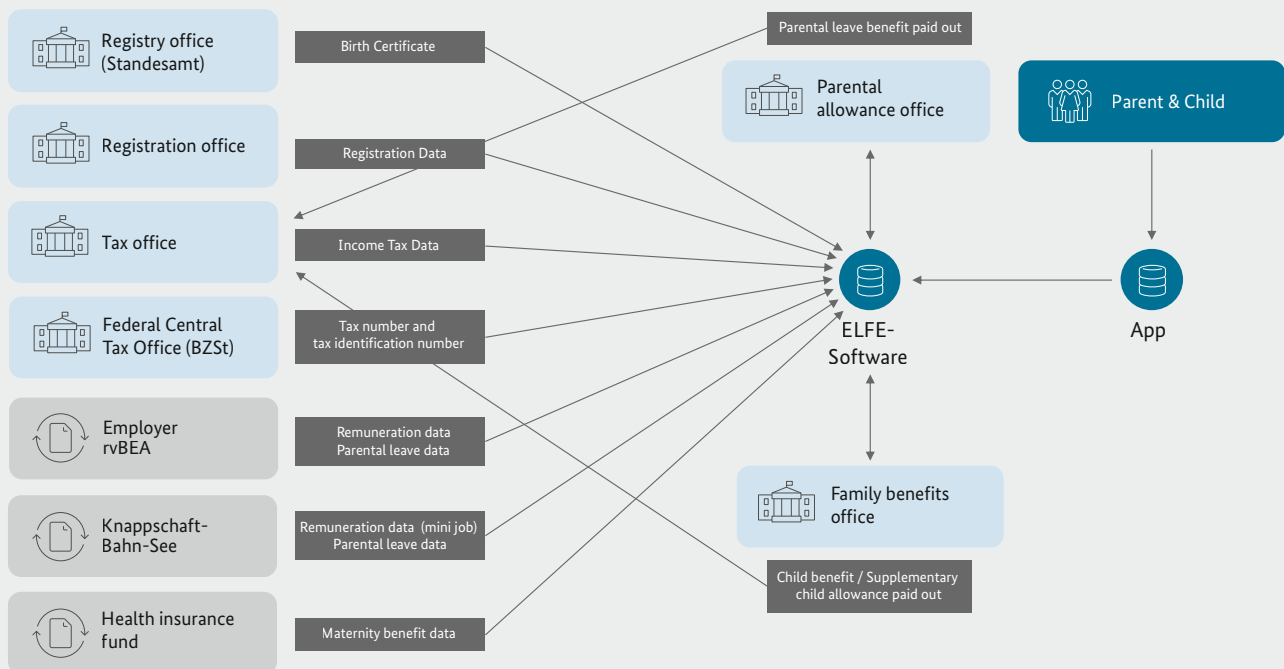 Registry office
(Standesamt)
Registration office
Tax office
Federal Central
Tax Office (BZSt)
Employer
rvBEA
Knappschaft-
Bahn-See
Health insurance
fund
Birth Certificate
Registration Data
Income Tax Data
Tax number and
tax identification number
Remuneration data
Parental leave data
Remuneration data (mini job)
Parental leave data
Maternity benefit data
Parental leave benefit paid out
Parental
allowance office
ELFE-
Software
Family benefits
office
Child benefit / Supplementary
child allowance paid out
Parent & Child
App